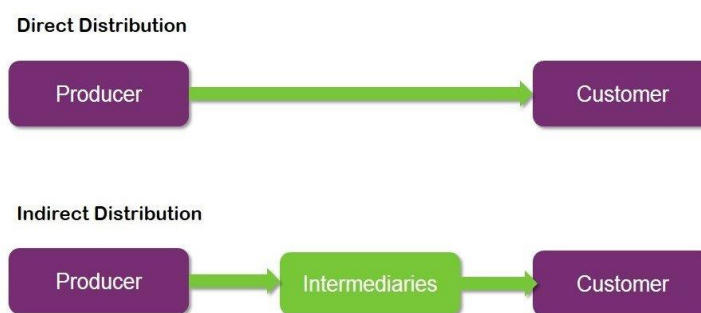 Direct Distribution
Producer
Customer
Indirect Distribution
Producer
Intermediaries
Customer